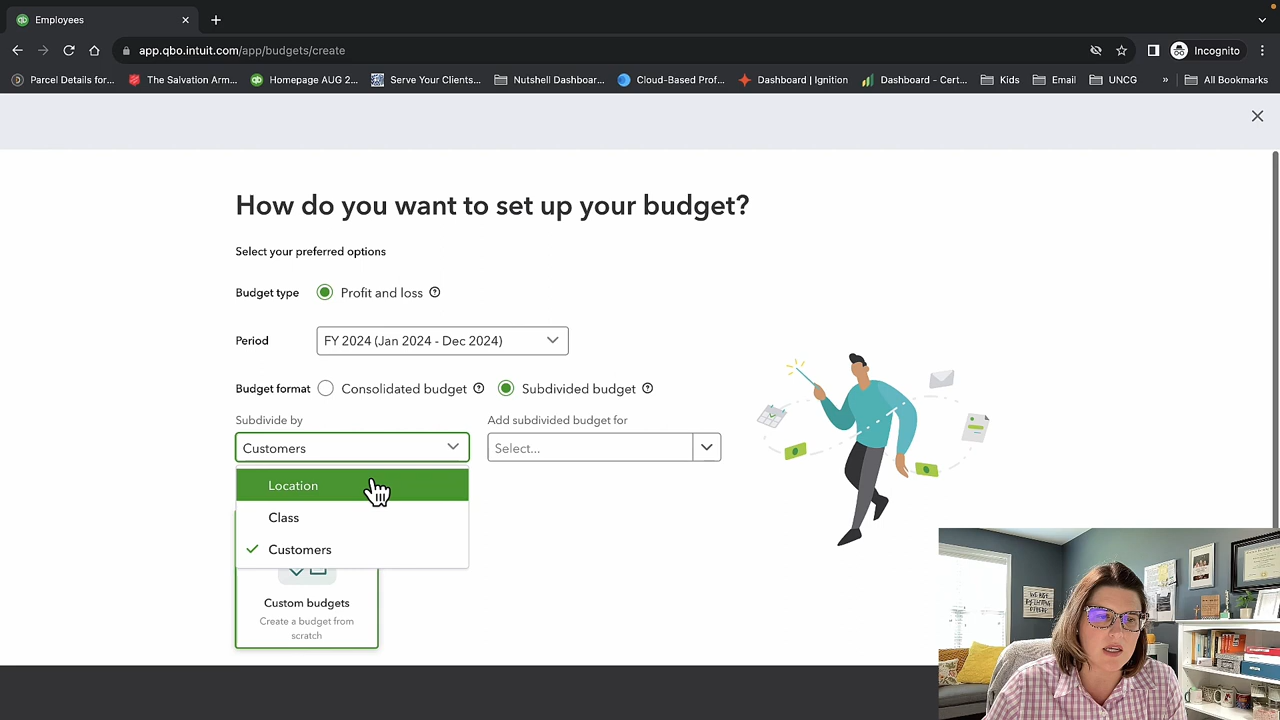 Employees
app.qbo.intuit.com/app/budgets/create
Incognito
Parcel Details for...
The Salvation Arm...
Homepage AUG 2...
Serve Your Clients...
Nutshell Dashboar...
Cloud-Based Prof...
Dashboard | Ignition
Dashboard - Cert...
Kids
Email
UNCG
»
All Bookmarks
How do you want to set up your budget?
Select your preferred options
Budget type
Profit and loss
Period
FY 2024 (Jan 2024 - Dec 2024)
Budget format
Consolidated budget
Subdivided budget
Subdivide by
Add subdivided budget for
Customers
Select...
Location
Class
Customers
Custom budgets
Create a budget from
scratch